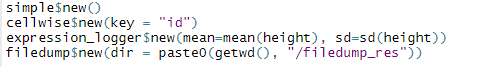 simple$new()
cellwise$new(key = "id")
expression_logger$new(mean=mean(height), sd=sd(height))
filedump$new(dir = paste0(getwd(), "/filedump_res"))